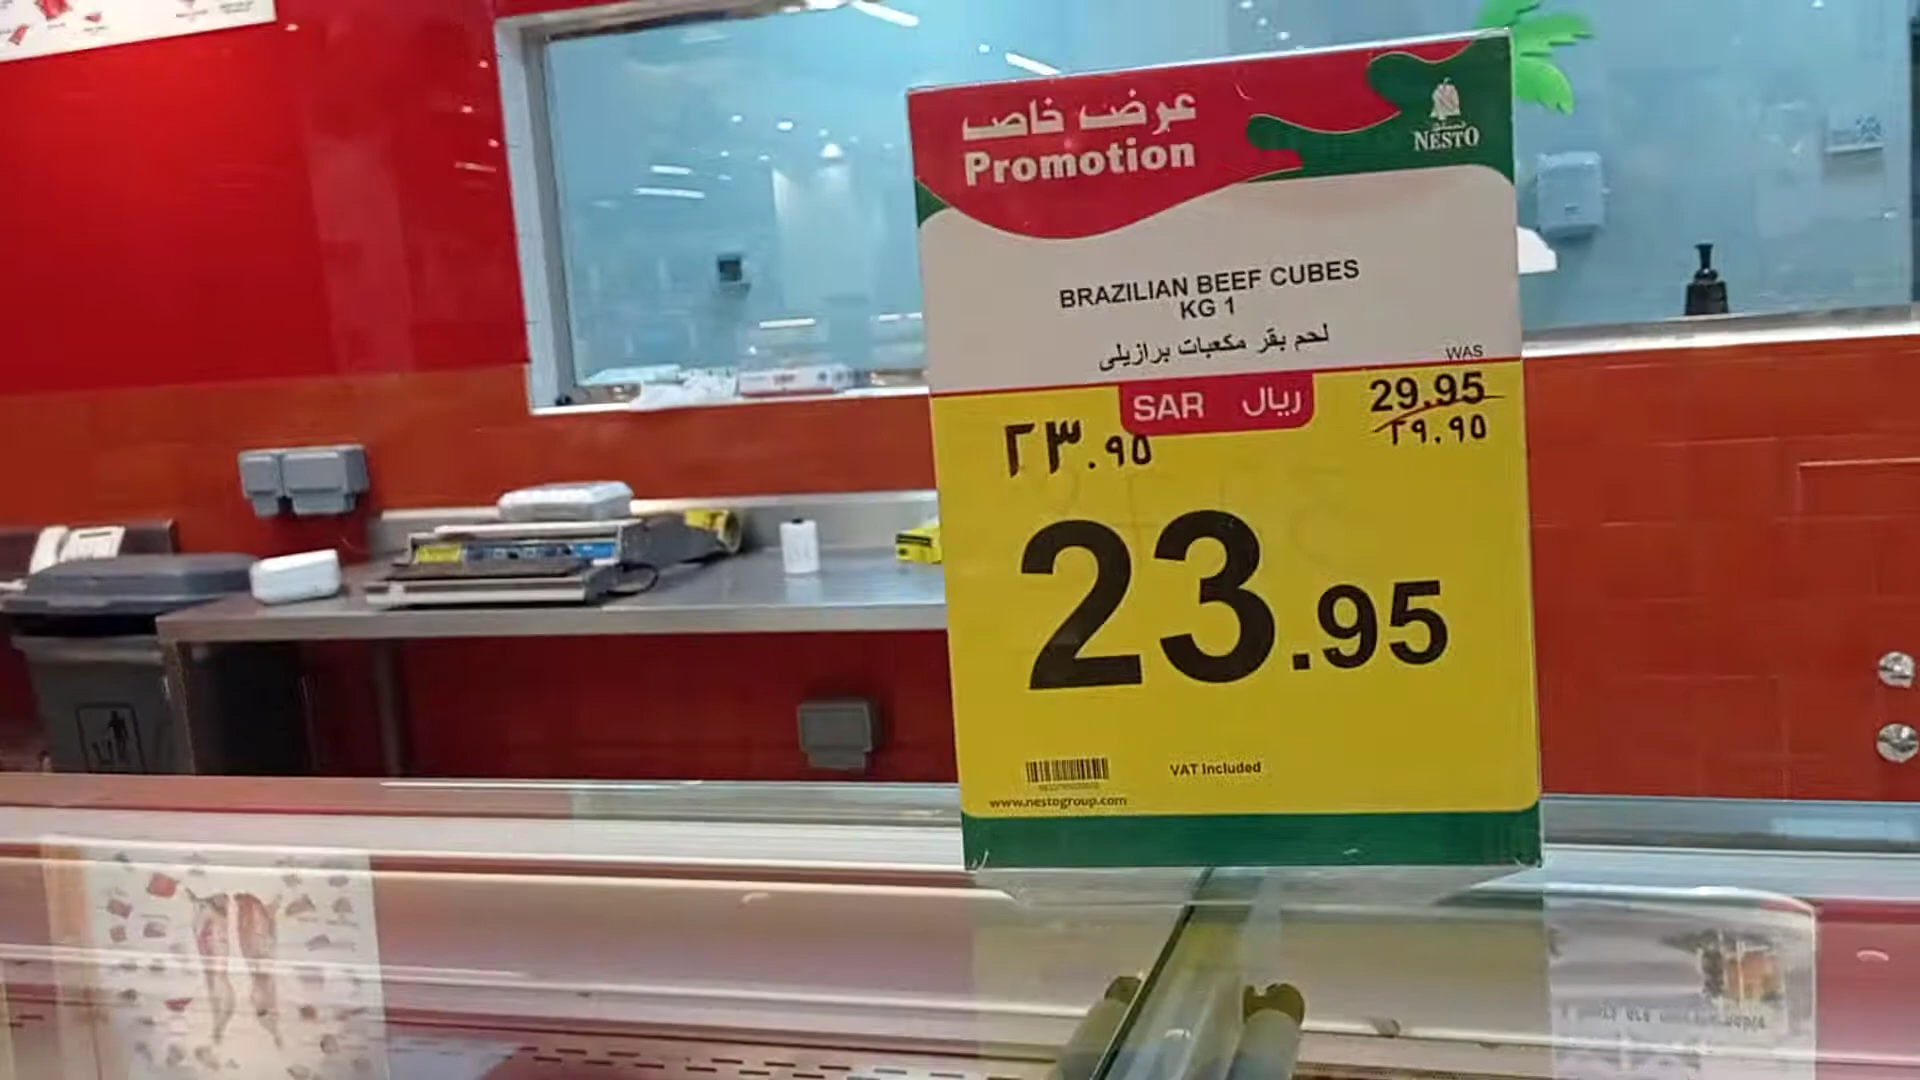 عرض خاص
Promotion
نستو
NESTO
BRAZILIAN BEEF CUBES
KG 1
لحم بقر مكعبات برازيلى
WAS
SAR ريال
29.95
٢٩.٩٥
٢٣.٩٥
23.95
VAT Included
www.nestogroup.com